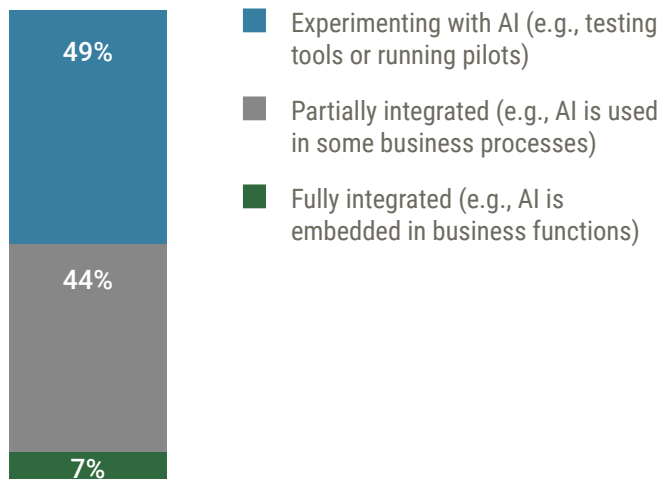 49%
44%
7%
Experimenting with AI (e.g., testing
tools or running pilots)
Partially integrated (e.g., AI is used
in some business processes)
Fully integrated (e.g., AI is
embedded in business functions)